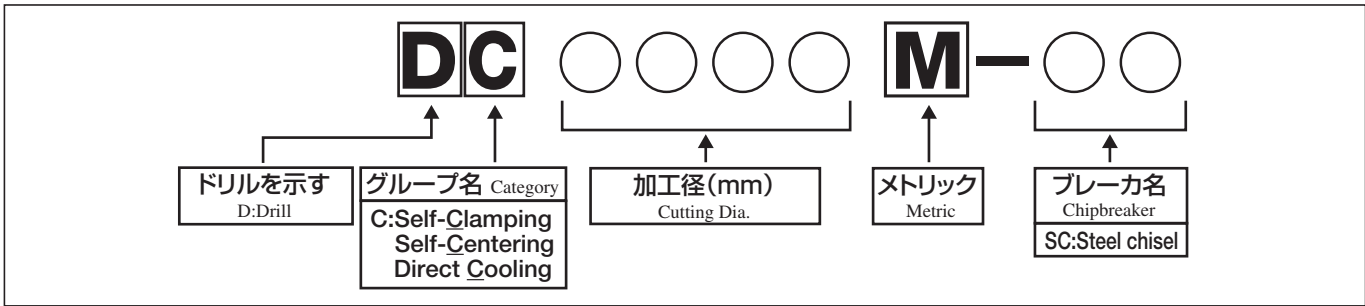 DC ○○○○ M－○○
ドリルを示す
D:Drill
グループ名 Category
C:Self-Clamping
Self-Centering
Direct Cooling
加工径(mm)
Cutting Dia.
メトリック
Metric
ブレーカ名
Chipbreaker
SC:Steel chisel